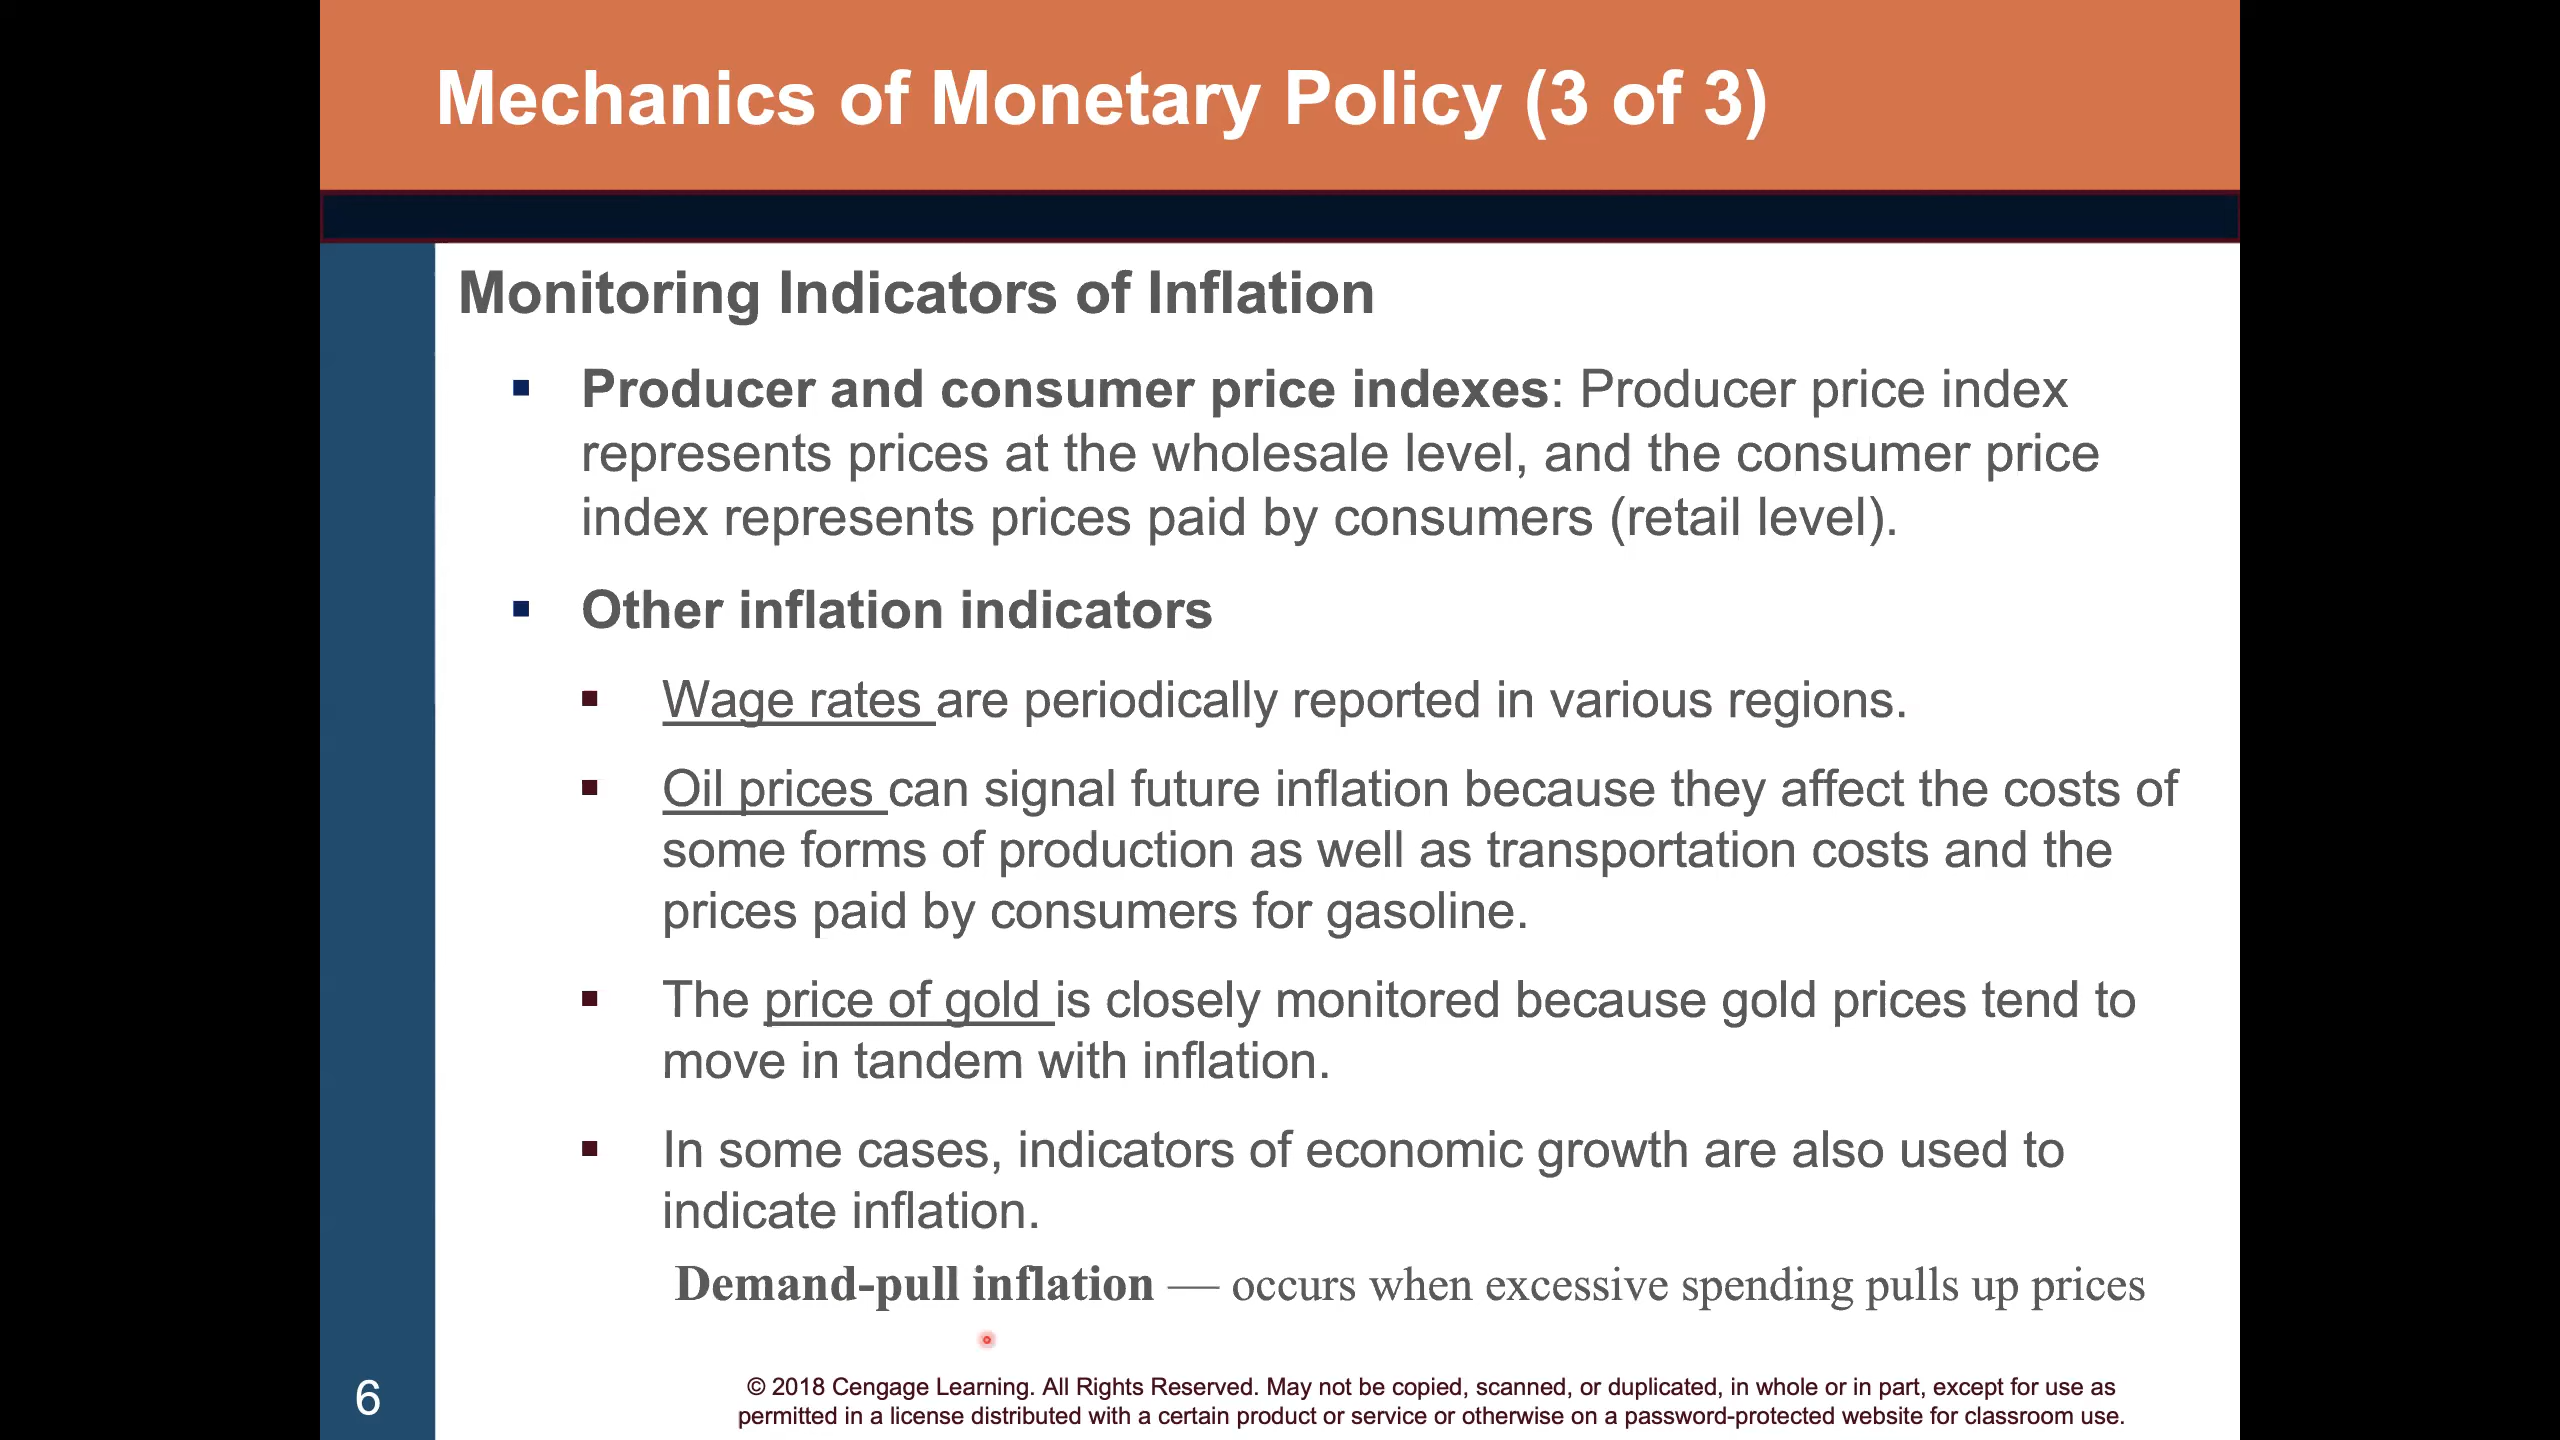 Mechanics of Monetary Policy (3 of 3)
Monitoring Indicators of Inflation
▪ Producer and consumer price indexes: Producer price index
represents prices at the wholesale level, and the consumer price
index represents prices paid by consumers (retail level).
▪ Other inflation indicators
▪ Wage rates are periodically reported in various regions.
▪ Oil prices can signal future inflation because they affect the costs of
some forms of production as well as transportation costs and the
prices paid by consumers for gasoline.
▪ The price of gold is closely monitored because gold prices tend to
move in tandem with inflation.
▪ In some cases, indicators of economic growth are also used to
indicate inflation.
Demand-pull inflation — occurs when excessive spending pulls up prices
6
© 2018 Cengage Learning. All Rights Reserved. May not be copied, scanned, or duplicated, in whole or in part, except for use as
permitted in a license distributed with a certain product or service or otherwise on a password-protected website for classroom use.